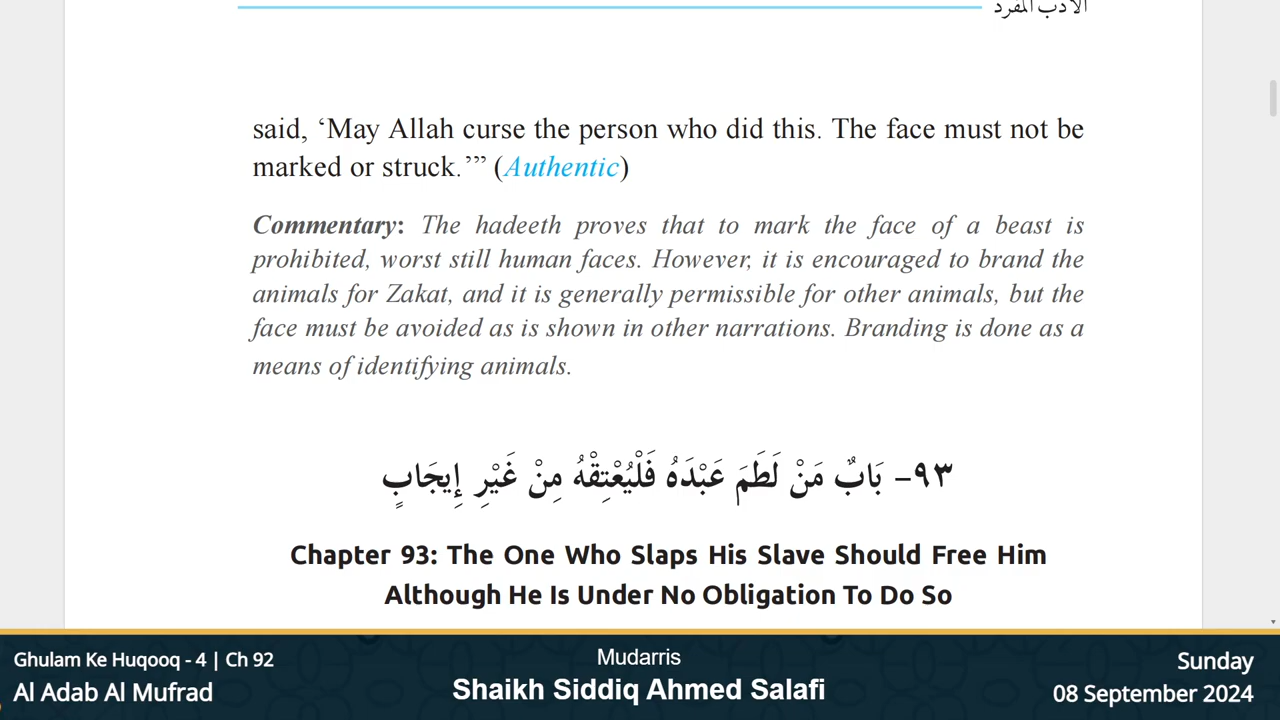 الأدب المفرد
said, ‘May Allah curse the person who did this. The face must not be
marked or struck.’” (Authentic)
Commentary: The hadeeth proves that to mark the face of a beast is
prohibited, worst still human faces. However, it is encouraged to brand the
animals for Zakat, and it is generally permissible for other animals, but the
face must be avoided as is shown in other narrations. Branding is done as a
means of identifying animals.
٩٣- بَابٌ مَنْ لَطَمَ عَبْدَهُ فَلْيُعْتِقْهُ مِنْ غَيْرِ إِيجَابٍ
Chapter 93: The One Who Slaps His Slave Should Free Him
Although He Is Under No Obligation To Do So
Ghulam Ke Huqooq - 4 | Ch 92
Al Adab Al Mufrad
Mudarris
Shaikh Siddiq Ahmed Salafi
Sunday
08 September 2024